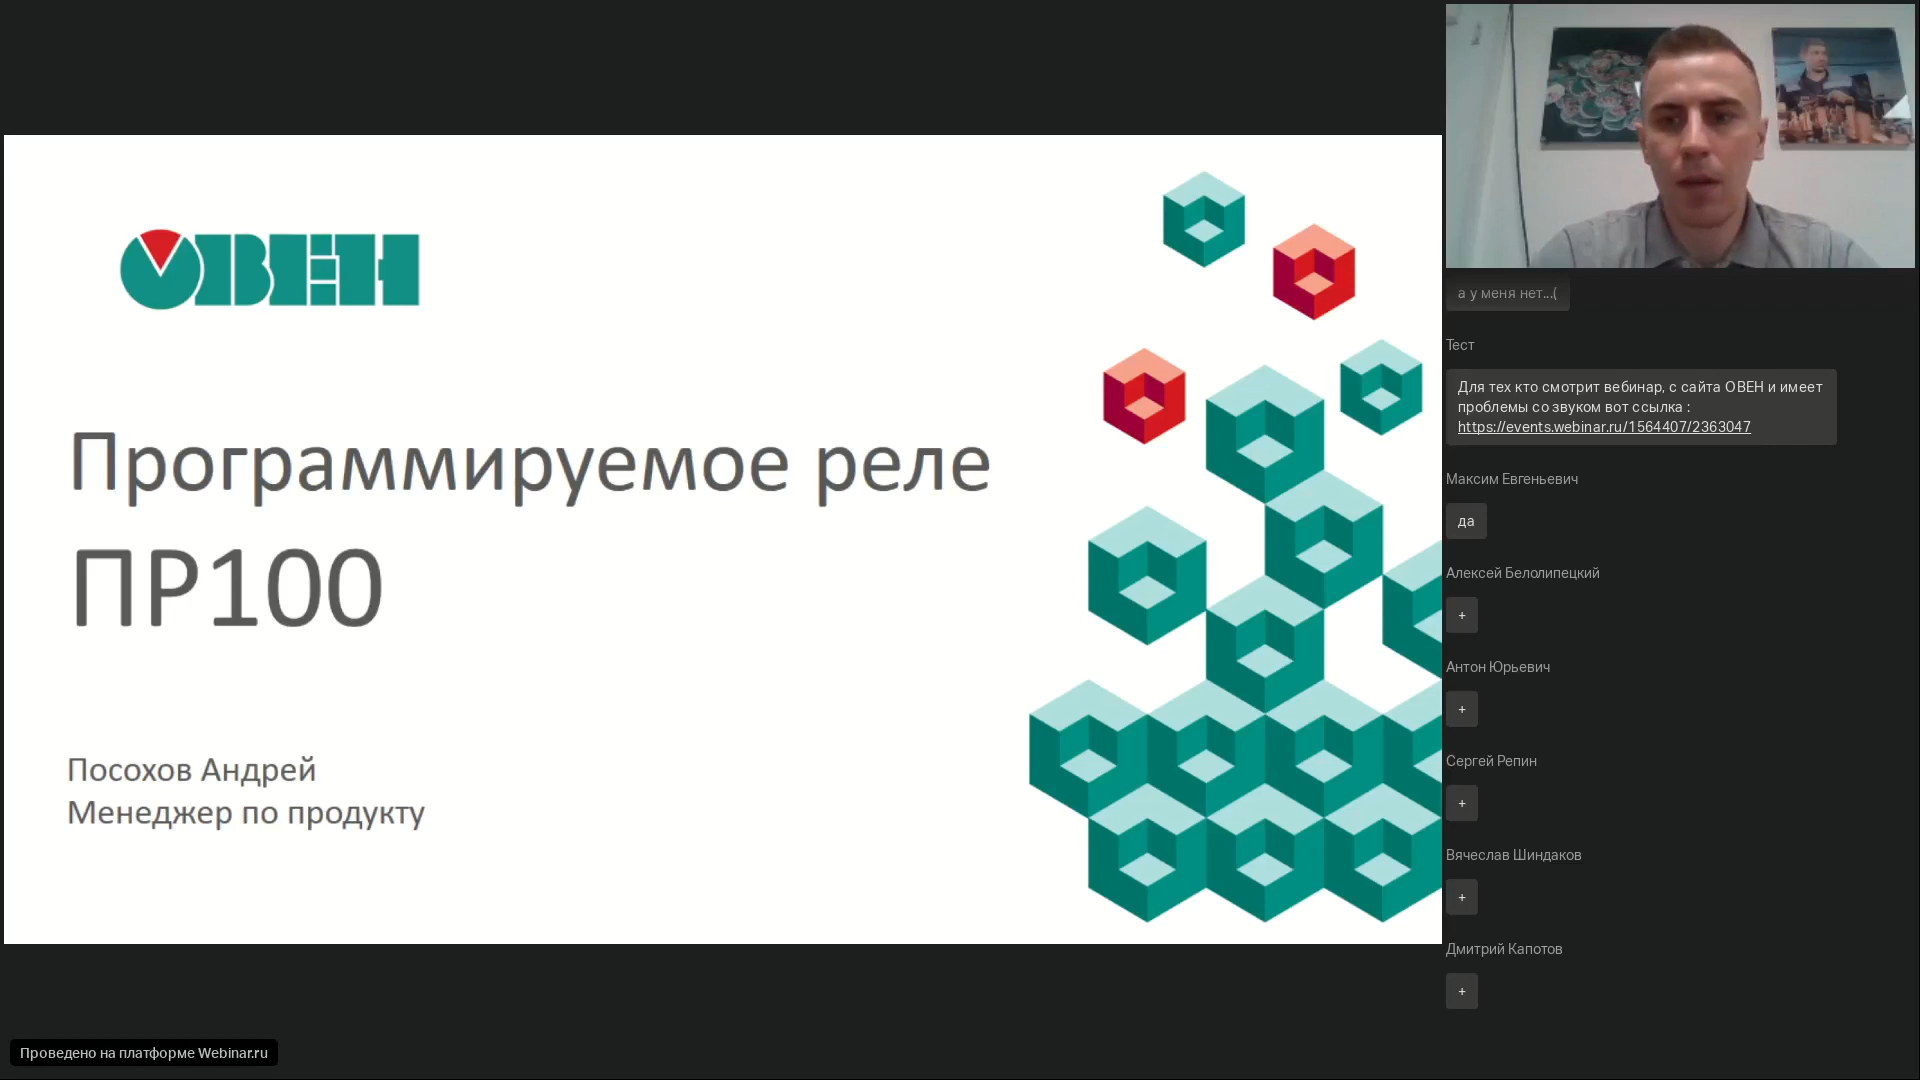 ОВЕН
Программируемое реле
ПР100
Посохов Андрей
Менеджер по продукту
а у меня нет...(
Тест
Для тех кто смотрит вебинар, с сайта ОВЕН и имеет
проблемы со звуком вот ссылка :
https://events.webinar.ru/1564407/2363047
Максим Евгеньевич
да
Алексей Белолипецкий
+
Антон Юрьевич
+
Сергей Репин
+
Вячеслав Шиндаков
+
Дмитрий Капотов
+
Проведено на платформе Webinar.ru